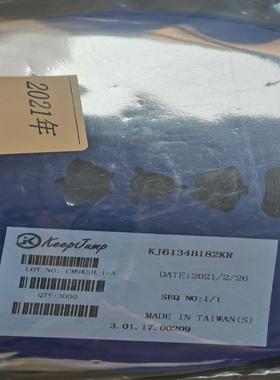 2021年
KeepJump
KJ6134B182KR
LOT NO: CM9K5H.1-A
DATE:2021/2/26
QTY:3000
SEQ NO:1/1
MADE IN TAIWAN(S)
3.01.17.00209